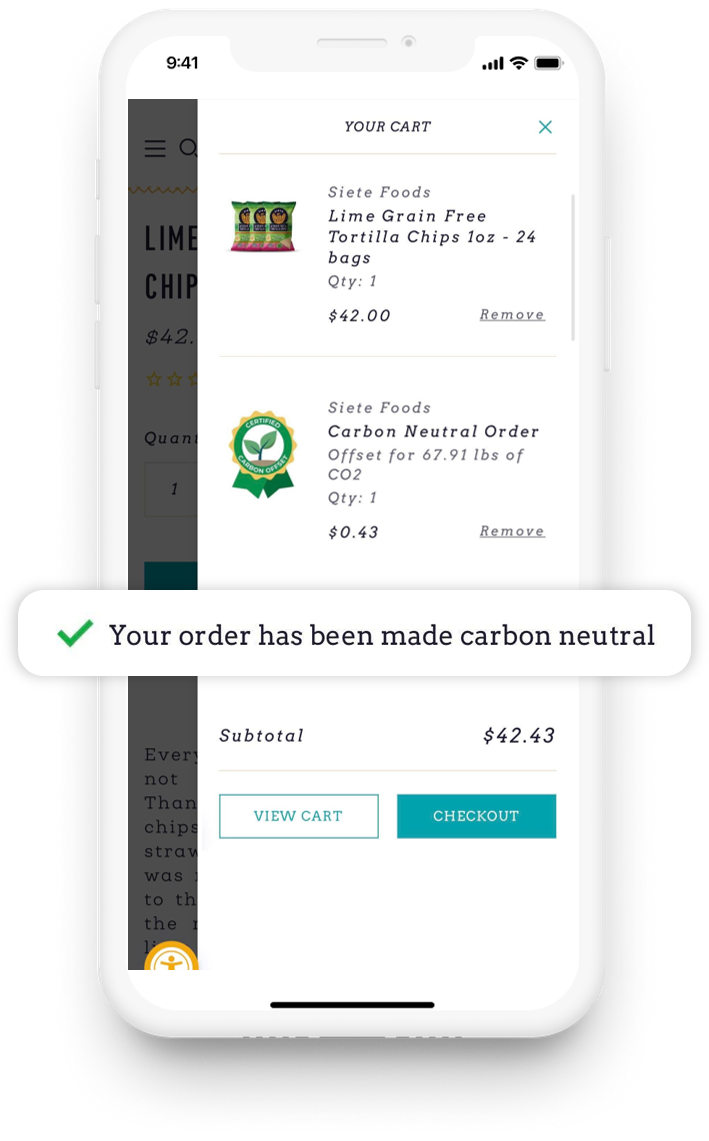 9:41
YOUR CART
LIME
CHIP
$42.
Quant
1
Siete Foods
Lime Grain Free
Tortilla Chips 1oz - 24
bags
Qty: 1
$42.00
Remove
Siete Foods
Carbon Neutral Order
Offset for 67.91 lbs of
CO2
Qty: 1
$0.43
Remove
CERTIFIED
CARBON OFFSET
Your order has been made carbon neutral
Subtotal
$42.43
VIEW CART
CHECKOUT
Every
not
Than
chips
straw
was
to th
the